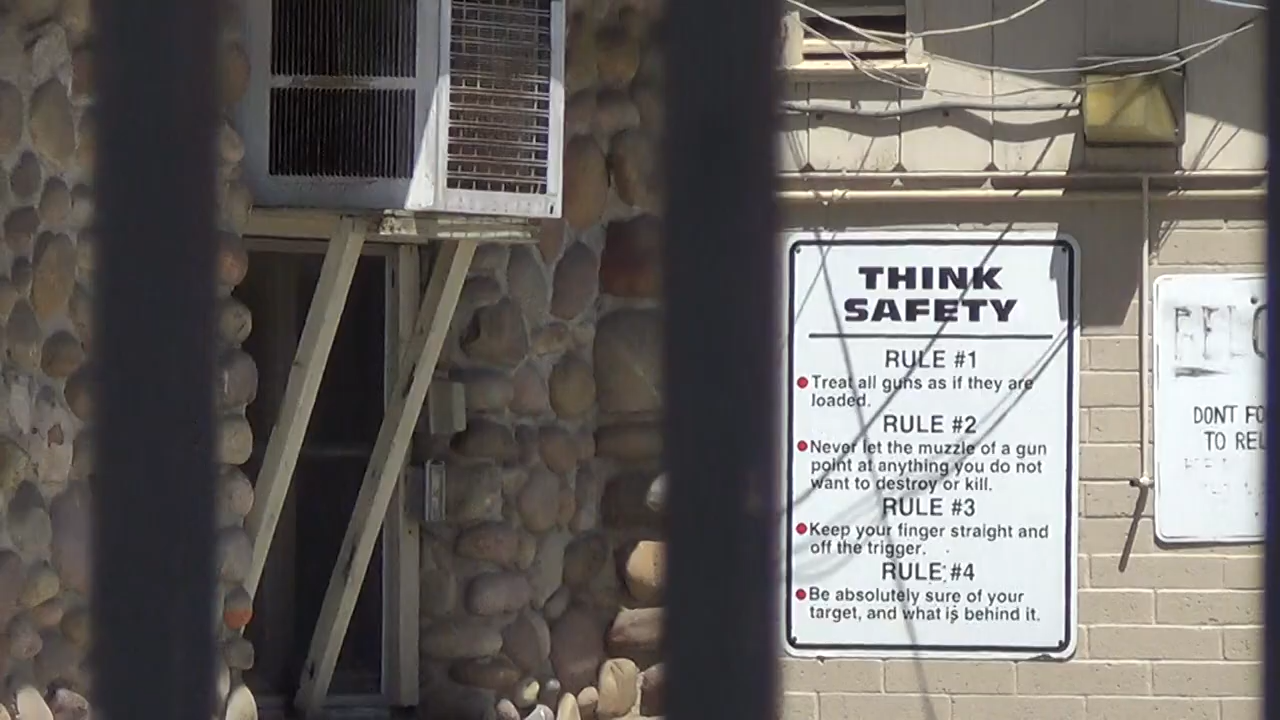 THINK
SAFETY
RULE #1
Treat all guns as if they are
loaded.
RULE #2
Never let the muzzle of a gun
point at anything you do not
want to destroy or kill.
RULE #3
Keep your finger straight and
off the trigger.
RULE #4
Be absolutely sure of your
target, and what is behind it.
DONT
TO